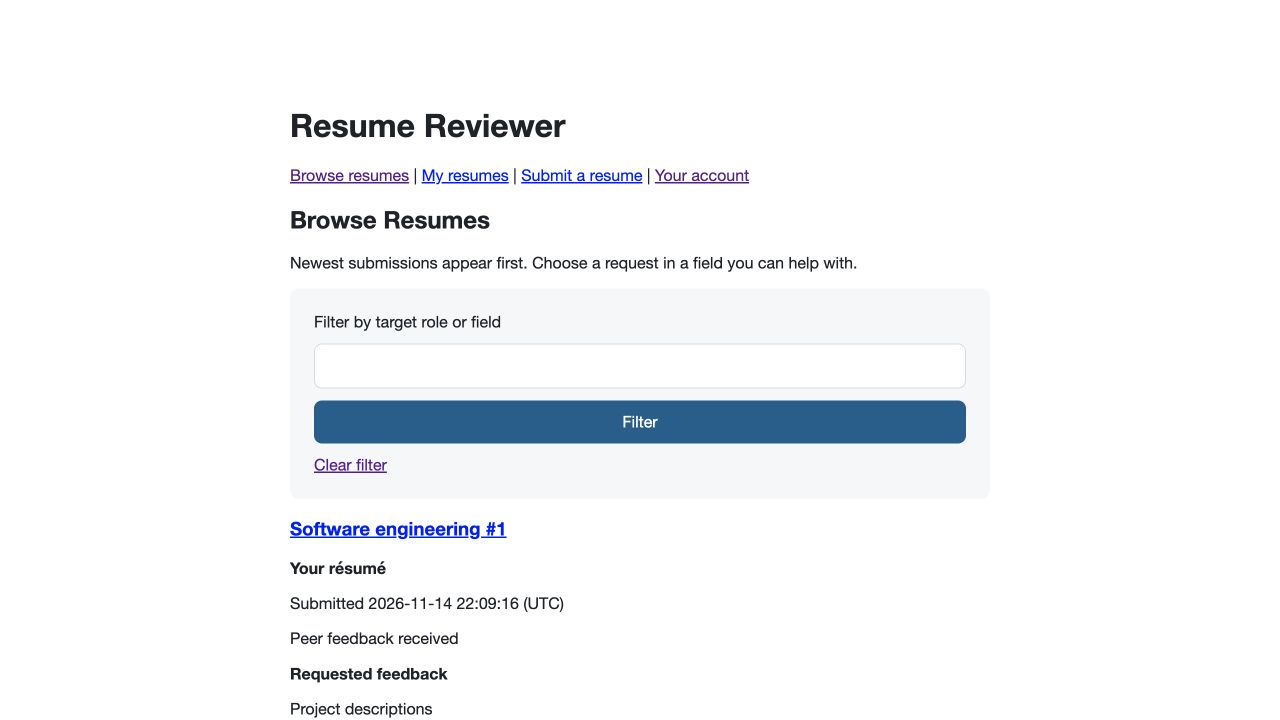 Resume Reviewer
Browse resumes | My resumes | Submit a resume | Your account
Browse Resumes
Newest submissions appear first. Choose a request in a field you can help with.
Filter by target role or field
Filter
Clear filter
Software engineering #1
Your résumé
Submitted 2026-11-14 22:09:16 (UTC)
Peer feedback received
Requested feedback
Project descriptions